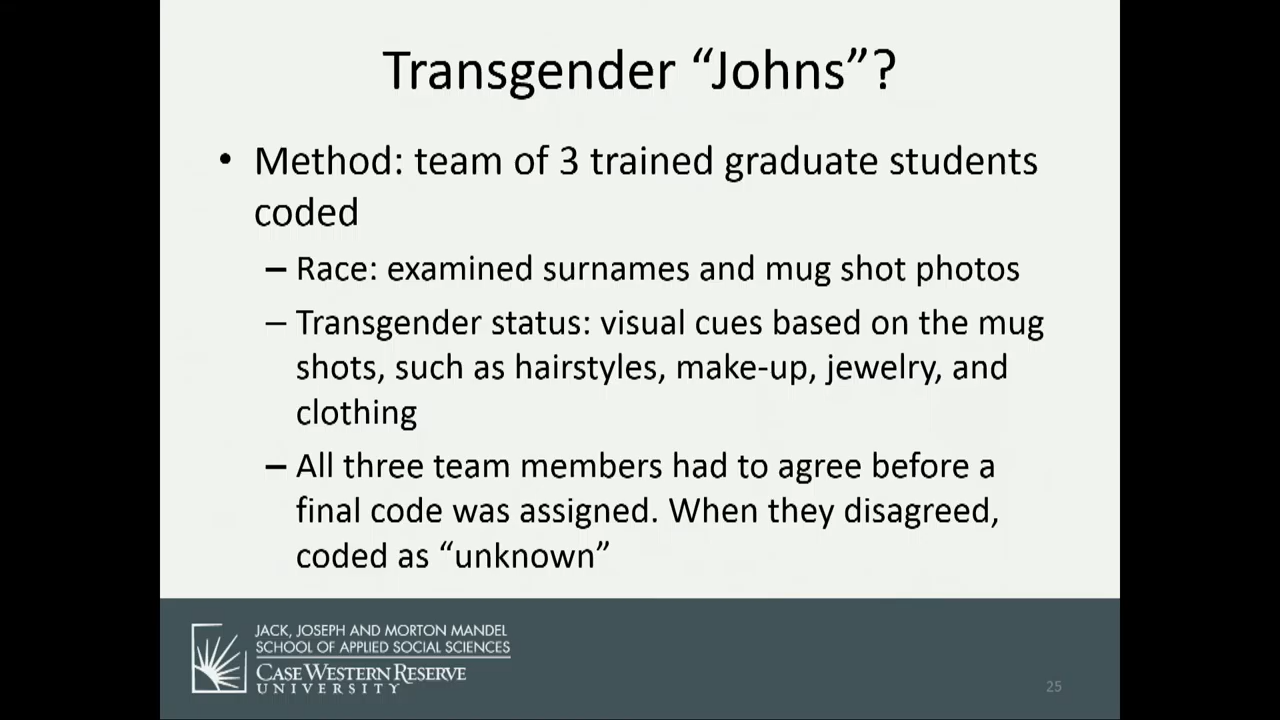 Transgender “Johns”?
• Method: team of 3 trained graduate students
coded
– Race: examined surnames and mug shot photos
– Transgender status: visual cues based on the mug
shots, such as hairstyles, make-up, jewelry, and
clothing
– All three team members had to agree before a
final code was assigned. When they disagreed,
coded as “unknown”
JACK, JOSEPH AND MORTON MANDEL
SCHOOL OF APPLIED SOCIAL SCIENCES
CASE WESTERN RESERVE
UNIVERSITY
25